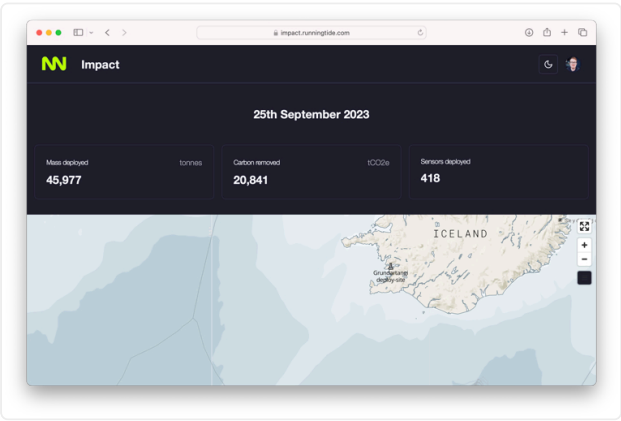 impact.runningtide.com
Impact
25th September 2023
Mass deployed tonnes
45,977
Carbon removed tCO2e
20,841
Sensors deployed
418
ICELAND
Grundartangi
deploy-site
+
-